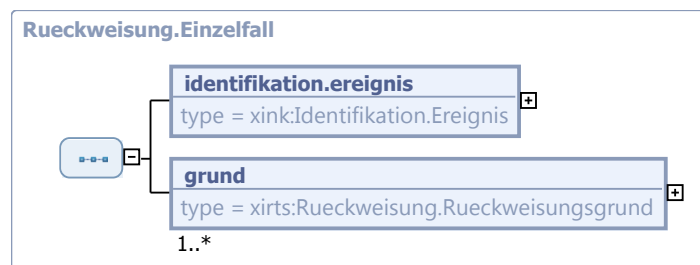 Rueckweisung.Einzelfall
identifikation.ereignis
type = xink:Identifikation.Ereignis
grund
type = xirts:Rueckweisung.Rueckweisungsgrund
1..*